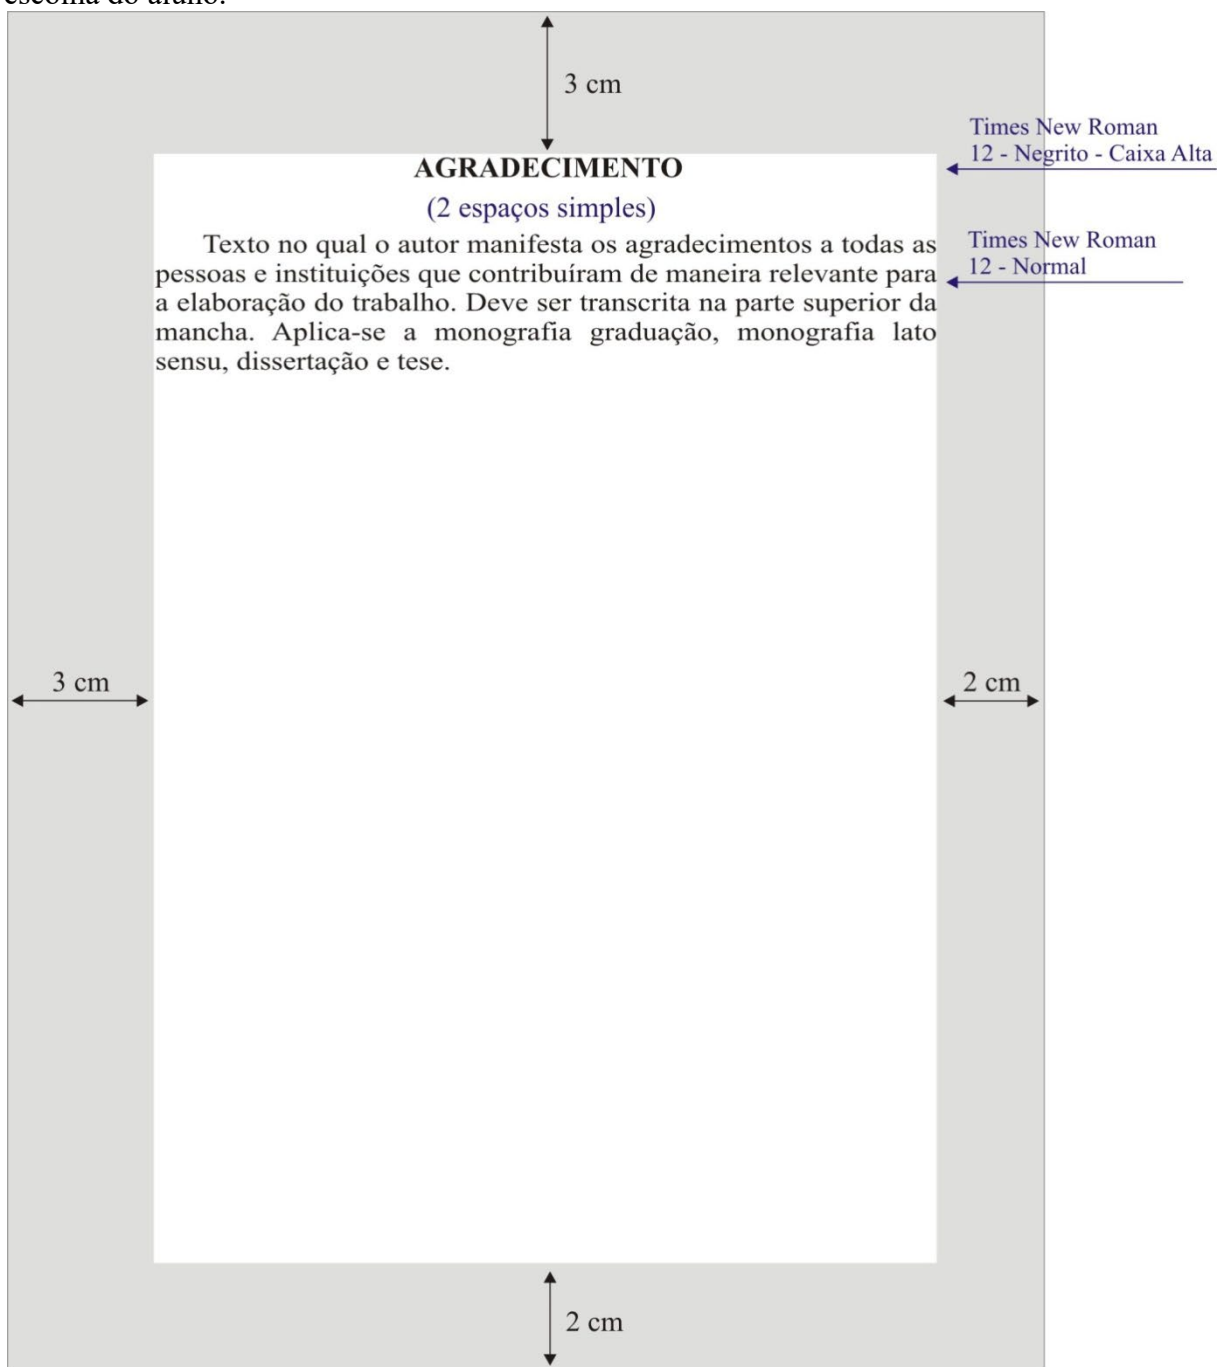 escolha do aluno.
3 cm
Times New Roman
12 - Negrito - Caixa Alta
AGRADECIMENTO
(2 espaços simples)
Texto no qual o autor manifesta os agradecimentos a todas as
pessoas e instituições que contribuíram de maneira relevante para
a elaboração do trabalho. Deve ser transcrita na parte superior da
mancha. Aplica-se a monografia graduação, monografia lato
sensu, dissertação e tese.
Times New Roman
12 - Normal
3 cm
2 cm
2 cm